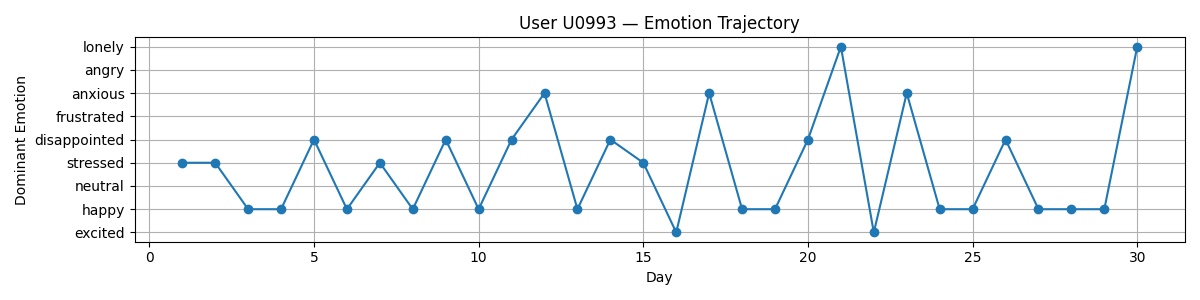 User U0993 — Emotion Trajectory
Dominant Emotion
lonely
angry
anxious
frustrated
disappointed
stressed
neutral
happy
excited
0 5 10 15 20 25 30
Day